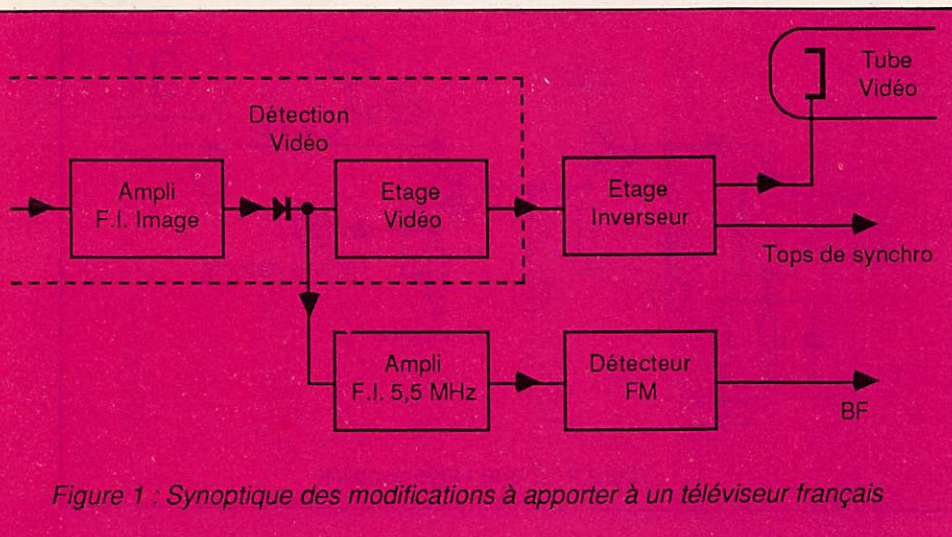 Tube
Vidéo
Détection
Vidéo
Ampli
F.I. Image
Etage
Vidéo
Etage
Inverseur
Tops de synchro
Ampli
F.I. 5,5 MHz
Détecteur
FM
BF
Figure 1 : Synoptique des modifications à apporter à un téléviseur français